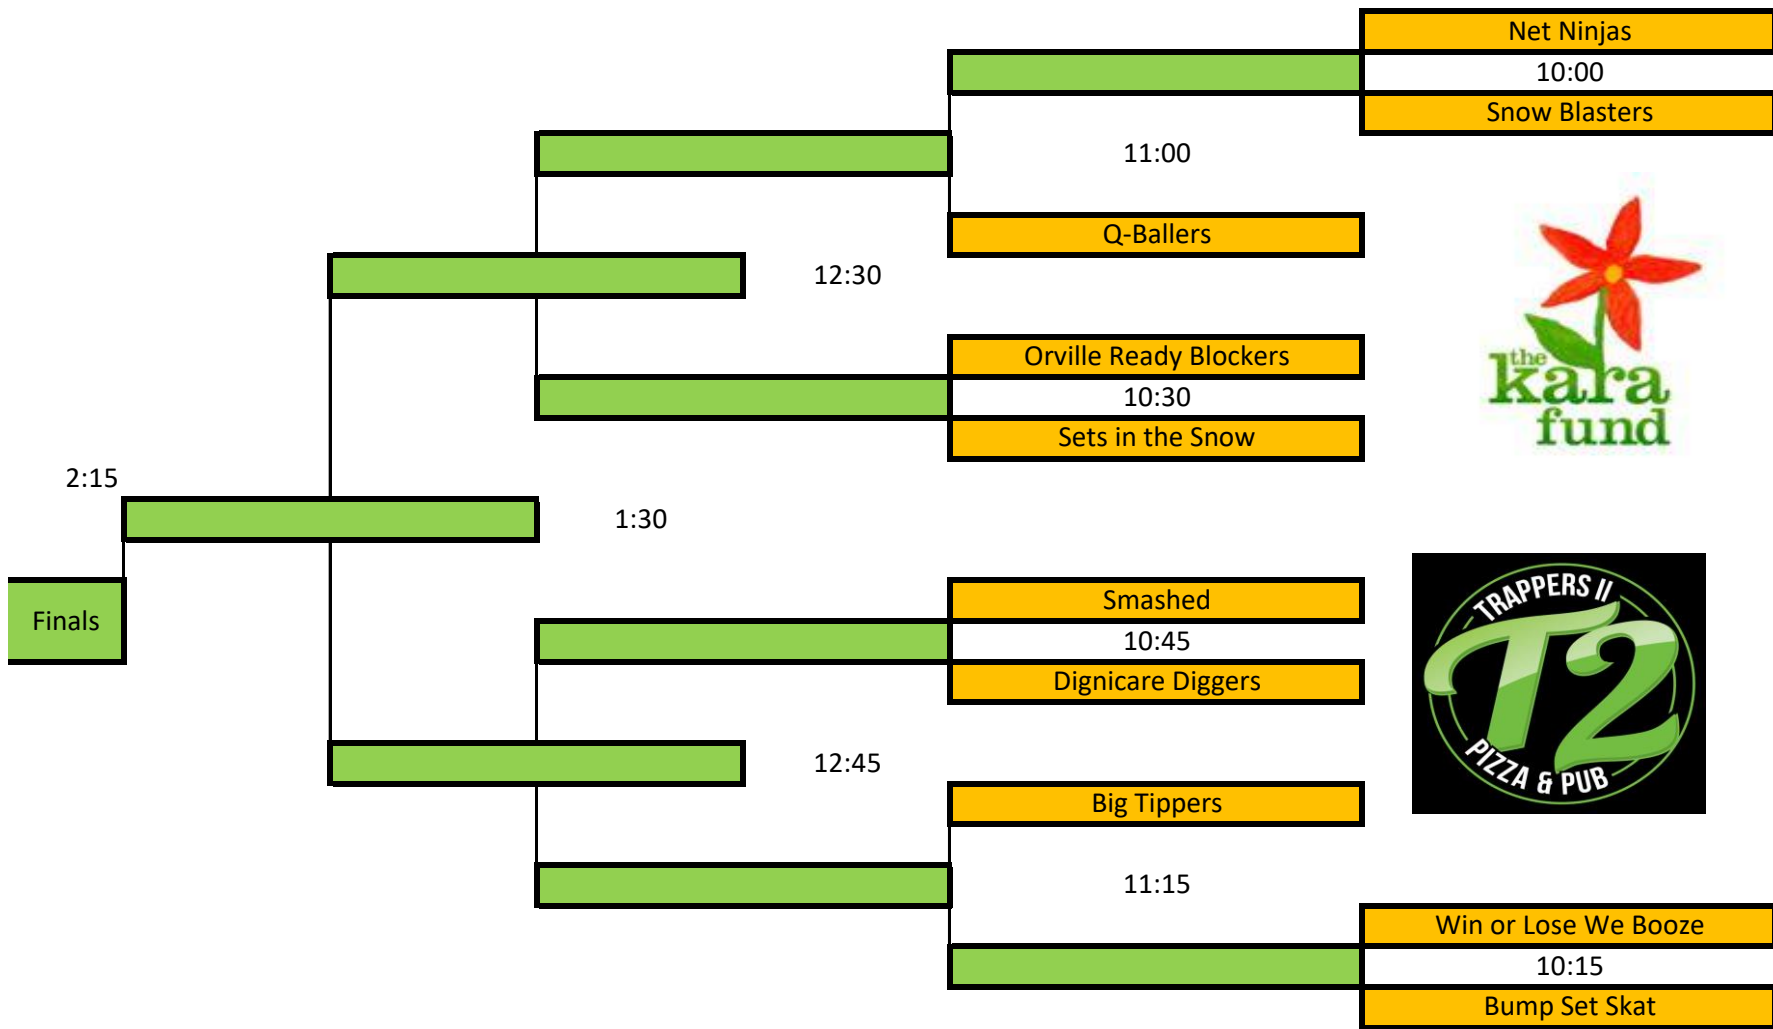 Net Ninjas
10:00
Snow Blasters
11:00
Q-Ballers
12:30
Orville Ready Blockers
10:30
Sets in the Snow
the
kara
fund
2:15
1:30
Finals
Smashed
10:45
Dignicare Diggers
TRAPPERS II
T2
PIZZA & PUB
12:45
Big Tippers
11:15
Win or Lose We Booze
10:15
Bump Set Skat